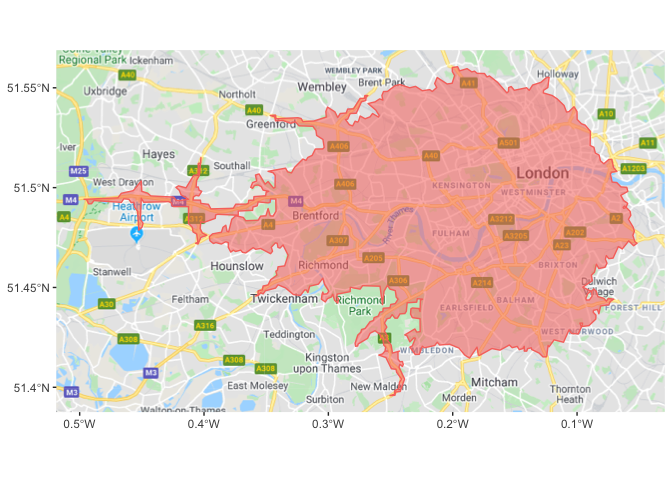 Regional Park
Ickenham
A40
WEMBLEY PARK
Brent Park
Holloway
Uxbridge
Wembley
A41
51.55°N
Northolt
A40
A10
Greenford
Iver
A406
A501
A11
Hayes
A40
Southall
M25
A1203
West Drayton
London
51.5°N
A406
KENSINGTON
WESTMINSTER
M4
M4
Heathrow
Airport
A4
A312
Brentford
A4
A3212
A2
River Thames
FULHAM
A3205
A202
A307
A23
Hounslow
Richmond
A205
BRIXTON
Stanwell
A306
A214
Dulwich
Village
51.45°N
Feltham
Twickenham
Richmond
Park
BALHAM
EARLSFIELD
FOREST HILL
A30
A316
A308
Teddington
A3
WEST NORWOOD
WIMBLEDON
A308
A308
Kingston
upon Thames
M3
51.4°N
M3
East Molesey
New Malden
Mitcham
Thornton
Heath
Surbiton
Morden
Walton-on-Thames
0.5°W
0.4°W
0.3°W
0.2°W
0.1°W